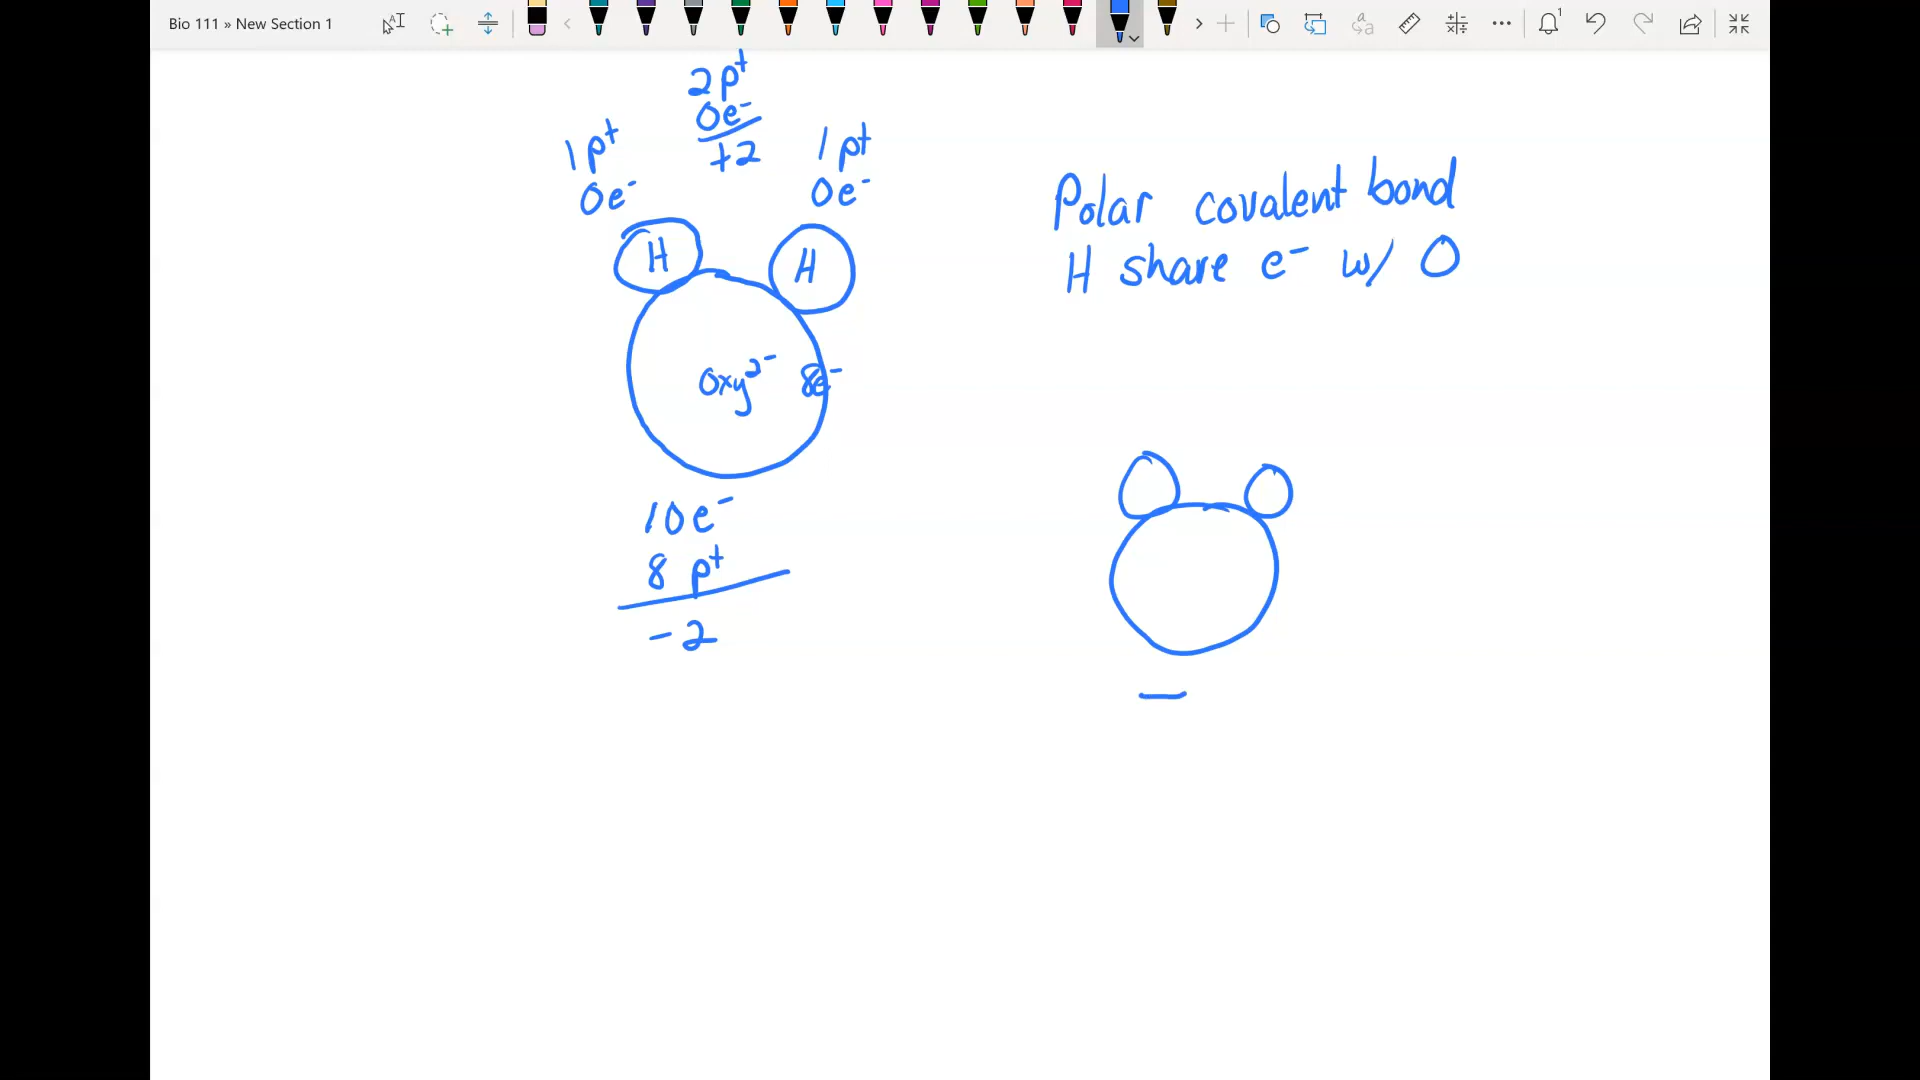 Bio 111 » New Section 1
2p⁺
0e⁻
+2
1p⁺
0e⁻
1p⁺
0e⁻
H
H
Oxy²⁻
8e⁻
10e⁻
8 p⁺
-2
Polar covalent bond
H share e⁻ w/ O